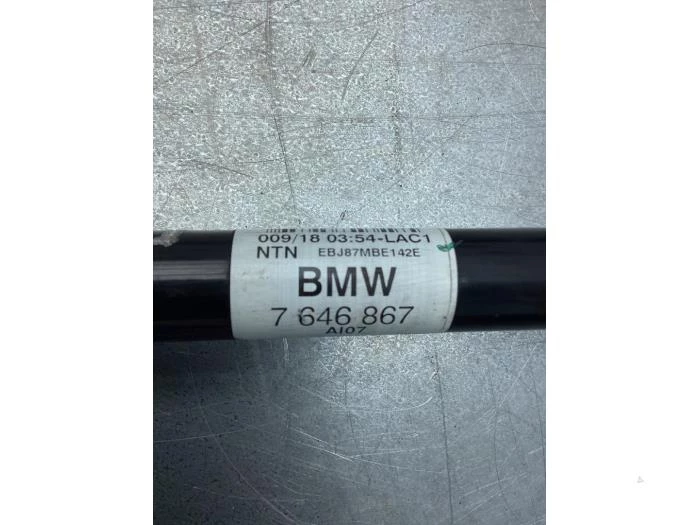 009/18 03:54-LAC1
NTN EBJ87MBE142E
BMW
7 646 867
AI07